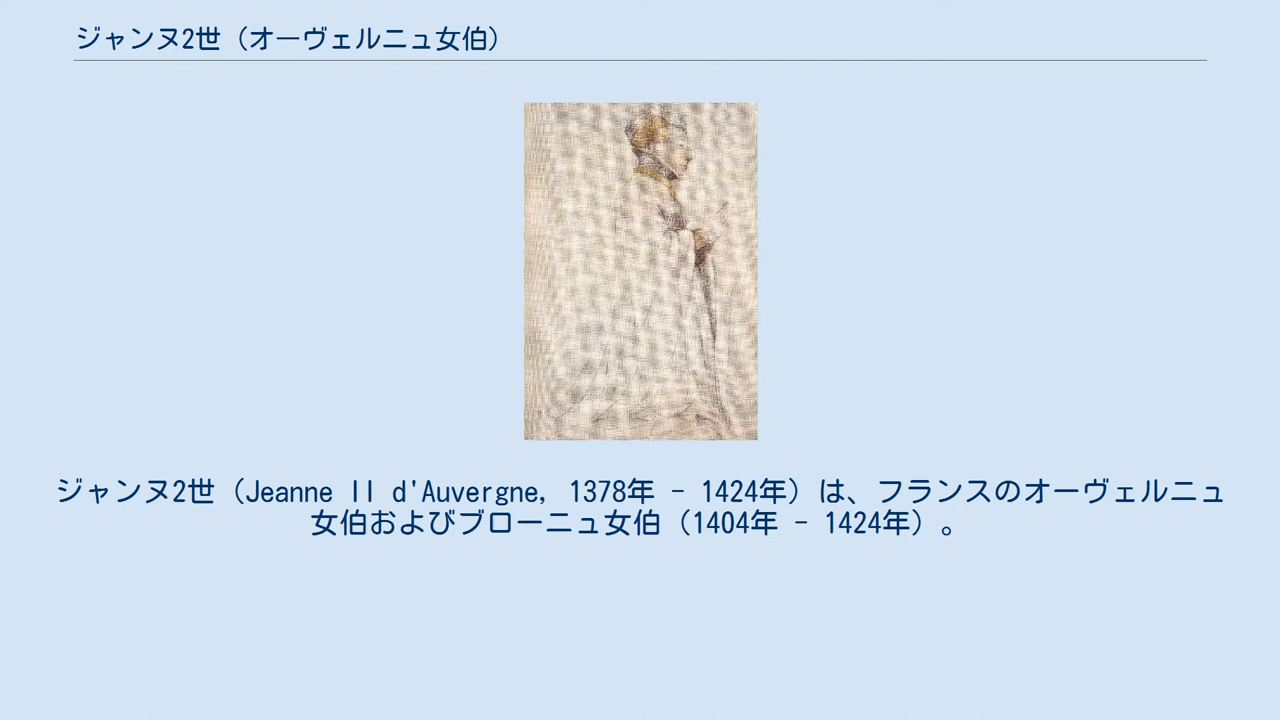 ジャンヌ2世（オーヴェルニュ女伯）
ジャンヌ2世（Jeanne II d'Auvergne, 1378年 - 1424年）は、フランスのオーヴェルニュ
女伯およびブローニュ女伯（1404年 - 1424年）。